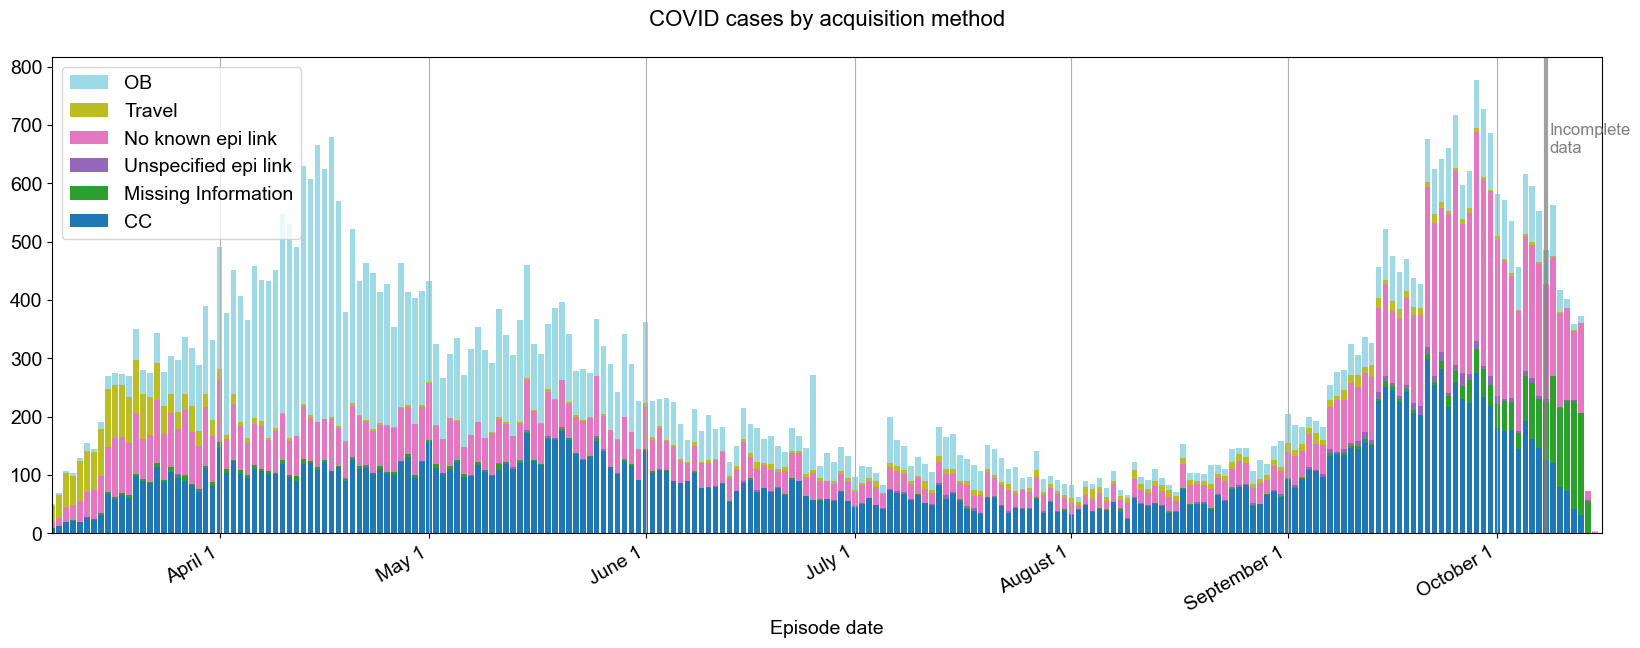 COVID cases by acquisition method
800
700
600
500
400
300
200
100
0
OB
Travel
No known epi link
Unspecified epi link
Missing Information
CC
Incomplete
data
April 1
May 1
June 1
July 1
August 1
September 1
October 1
Episode date